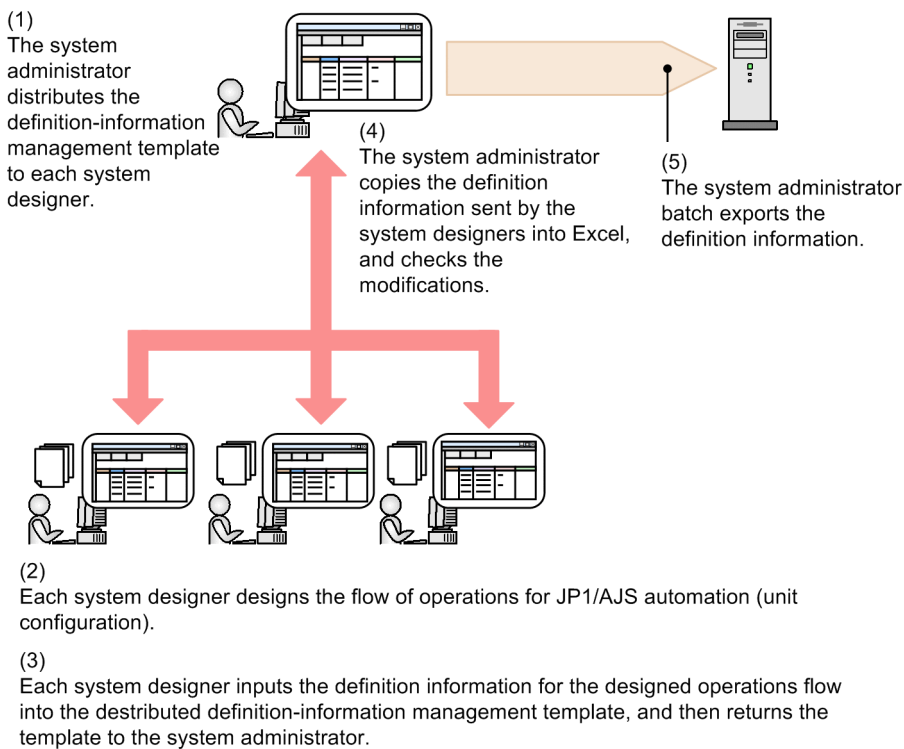 (1)
The system
administrator
distributes the
definition-information
management template
to each system
designer.
(4)
The system administrator
copies the definition
information sent by the
system designers into Excel,
and checks the
modifications.
(5)
The system administrator
batch exports the
definition information.
(2)
Each system designer designs the flow of operations for JP1/AJS automation (unit
configuration).
(3)
Each system designer inputs the definition information for the designed operations flow
into the destributed definition-information management template, and then returns the
template to the system administrator.